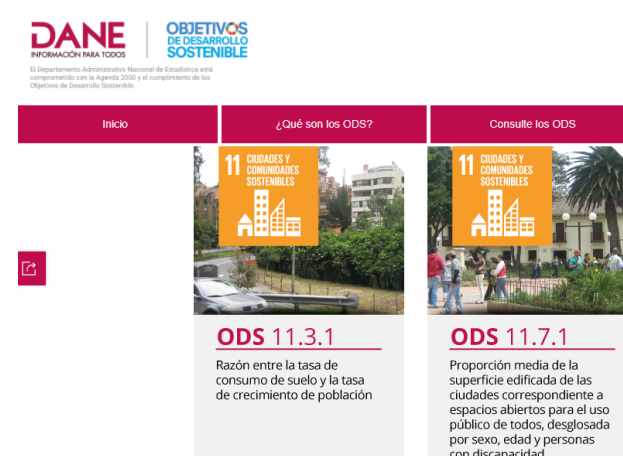 DANE
INFORMACIÓN PARA TODOS
OBJETIVOS
DE DESARROLLO
SOSTENIBLE
El Departamento Administrativo Nacional de Estadística está
comprometido con la Agenda 2030 y el cumplimiento de los
Objetivos de Desarrollo Sostenible.
Inicio
¿Qué son los ODS?
Consulte los ODS
11 CIUDADES Y
COMUNIDADES
SOSTENIBLES
11 CIUDADES Y
COMUNIDADES
SOSTENIBLES
ODS 11.3.1
Razón entre la tasa de
consumo de suelo y la tasa
de crecimiento de población
ODS 11.7.1
Proporción media de la
superficie edificada de las
ciudades correspondiente a
espacios abiertos para el uso
público de todos, desglosada
por sexo, edad y personas
con discapacidad